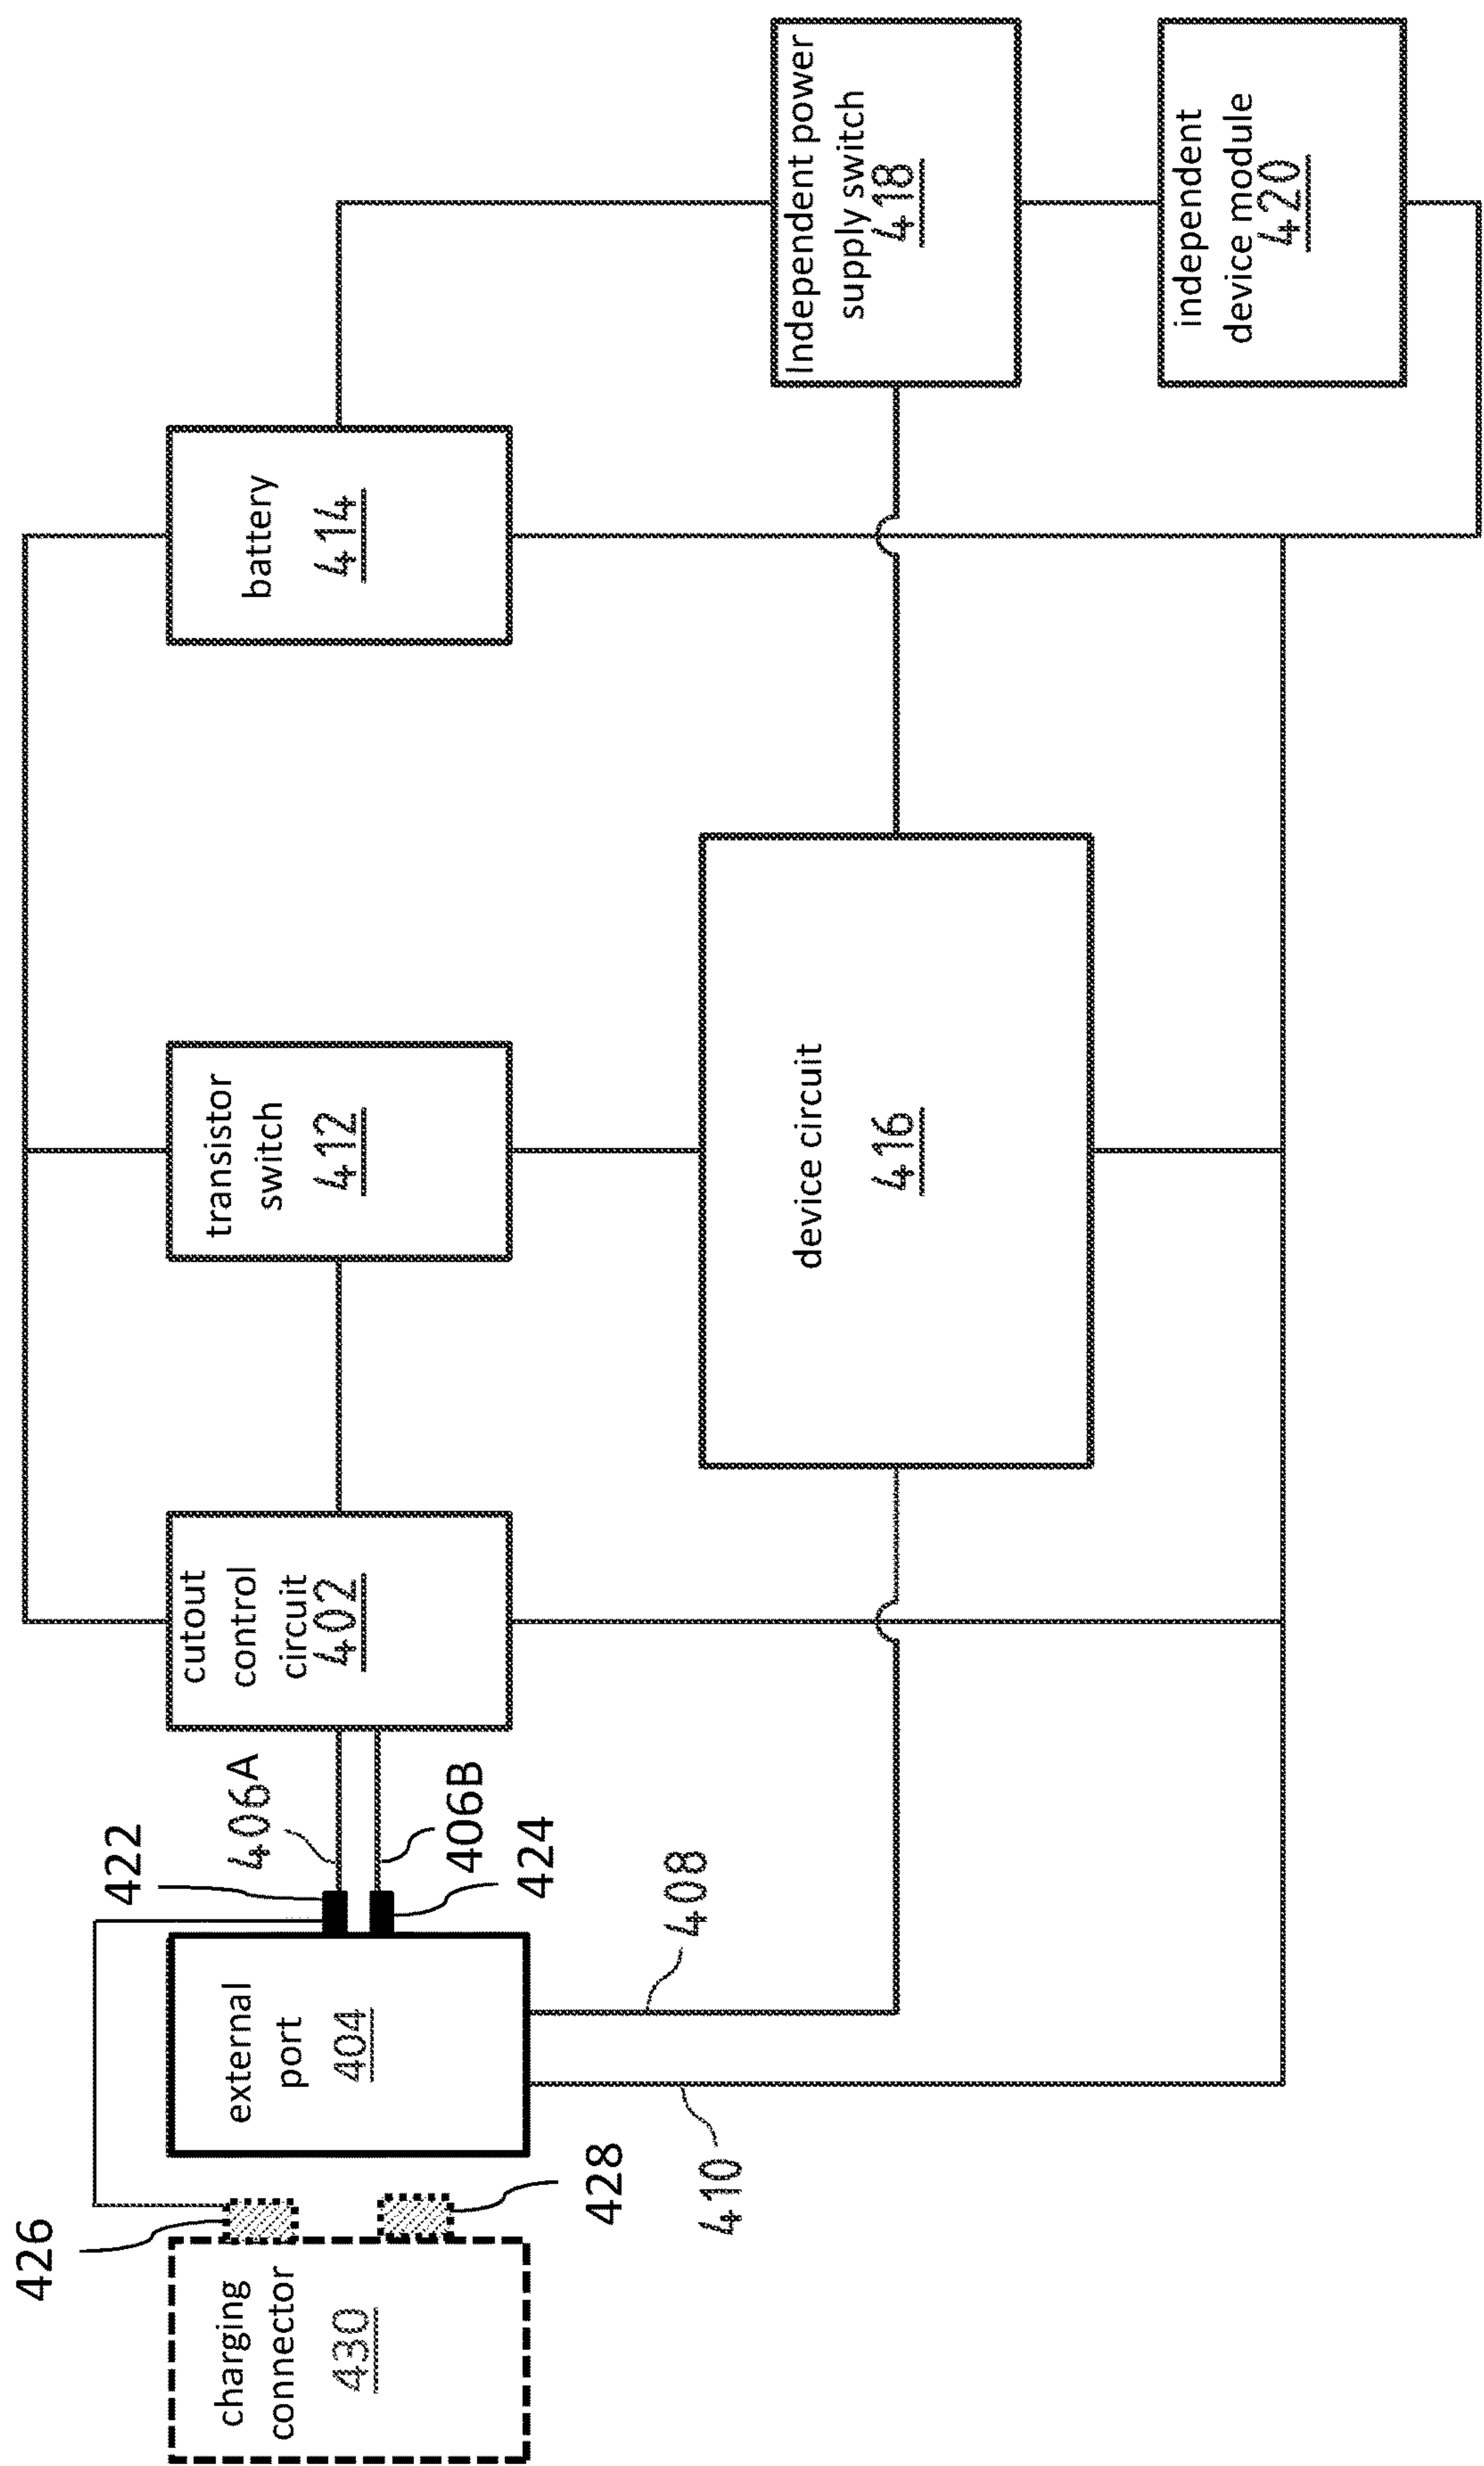 charging
connector
430
426
428
external
port
404
422
424
406A
406B
408
410
cutout
control
circuit
402
transistor
switch
412
battery
414
device circuit
416
Independent power
supply switch
418
independent
device module
420